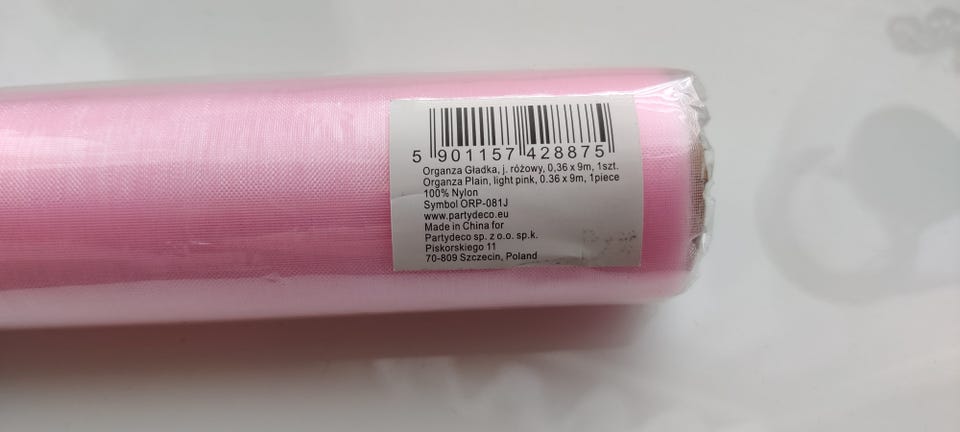 5 901157 428875
Organza Gładka, j. różowy, 0,36 x 9m, 1szt.
Organza Plain, light pink, 0.36 x 9m, 1piece
100% Nylon
Symbol ORP-081J
www.partydeco.eu
Made in China for
Partydeco sp. z o.o. sp.k.
Piskorskiego 11
70-809 Szczecin, Poland